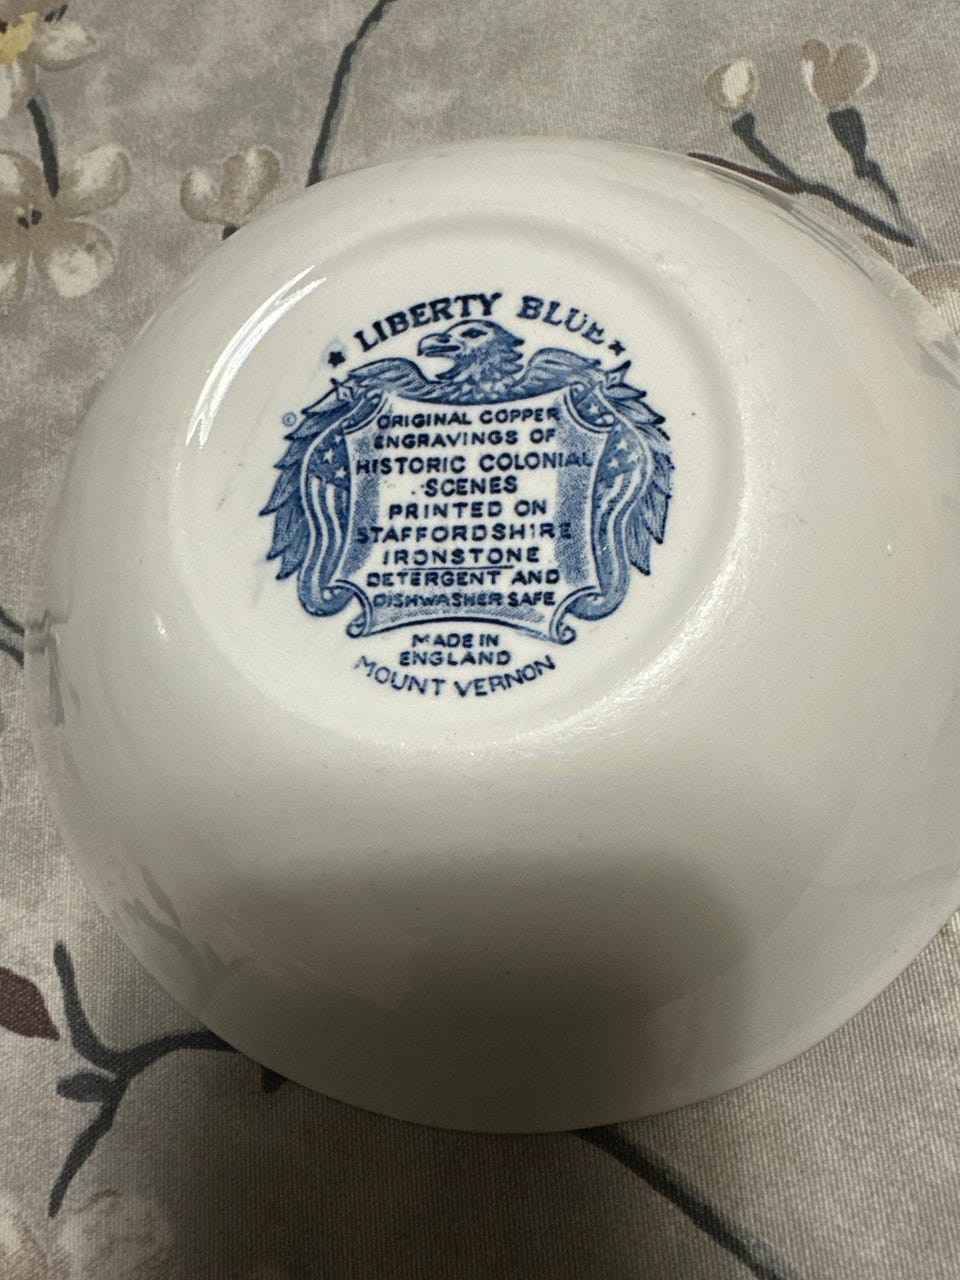 ★ LIBERTY BLUE ★
©
ORIGINAL COPPER
ENGRAVINGS OF
HISTORIC COLONIAL
SCENES
PRINTED ON
STAFFORDSHIRE
IRONSTONE
DETERGENT AND
DISHWASHER SAFE
MADE IN
ENGLAND
MOUNT VERNON